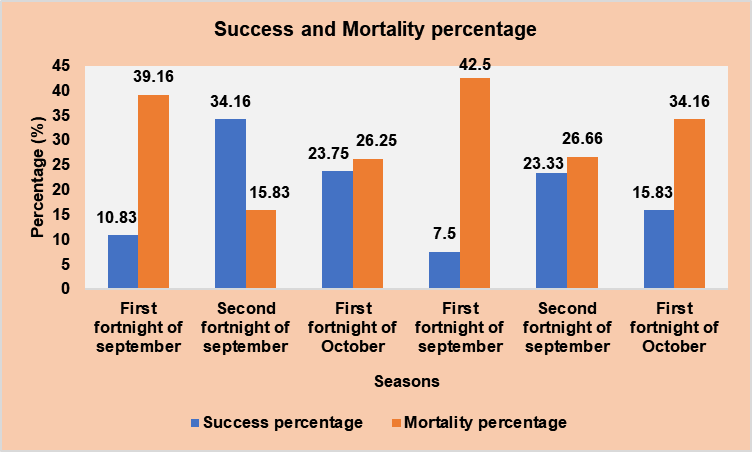 Success and Mortality percentage
Percentage (%)
45
40
35
30
25
20
15
10
5
0
10.83
39.16
34.16
15.83
23.75
26.25
7.5
42.5
23.33
26.66
15.83
34.16
First
fortnight of
september
Second
fortnight of
september
First
fortnight of
October
First
fortnight of
september
Second
fortnight of
september
First
fortnight of
October
Seasons
Success percentage
Mortality percentage